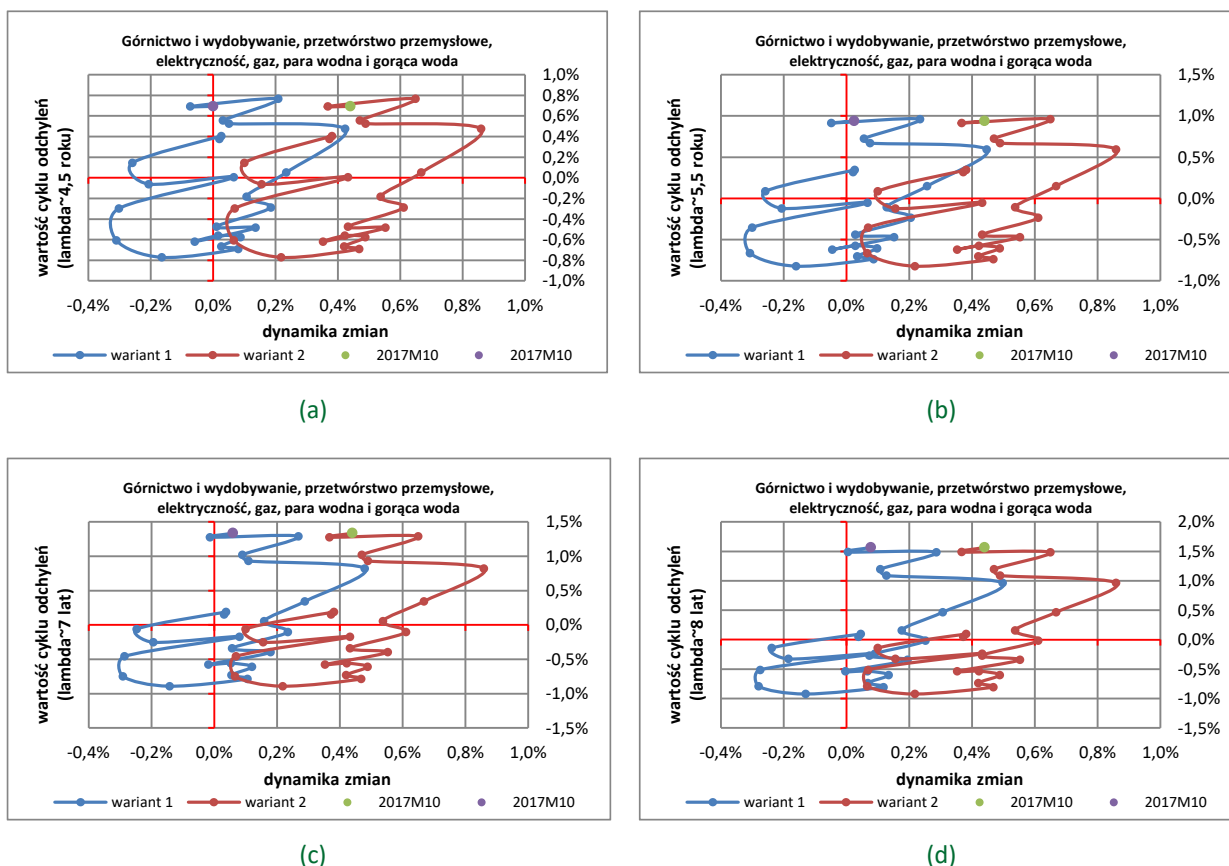 Górnictwo i wydobywanie, przetwórstwo przemysłowe,
elektryczność, gaz, para wodna i gorąca woda
wartość cyklu odchyleń
(lambda~4,5 roku)
1,0%
0,8%
0,6%
0,4%
0,2%
0,0%
-0,2%
-0,4%
-0,6%
-0,8%
-1,0%
-0,4% -0,2% 0,0% 0,2% 0,4% 0,6% 0,8% 1,0%
dynamika zmian
wariant 1 wariant 2 2017M10 2017M10
(a)
Górnictwo i wydobywanie, przetwórstwo przemysłowe,
elektryczność, gaz, para wodna i gorąca woda
wartość cyklu odchyleń
(lambda~5,5 roku)
1,5%
1,0%
0,5%
0,0%
-0,5%
-1,0%
-0,4% -0,2% 0,0% 0,2% 0,4% 0,6% 0,8% 1,0%
dynamika zmian
wariant 1 wariant 2 2017M10 2017M10
(b)
Górnictwo i wydobywanie, przetwórstwo przemysłowe,
elektryczność, gaz, para wodna i gorąca woda
wartość cyklu odchyleń
(lambda~7 lat)
1,5%
1,0%
0,5%
0,0%
-0,5%
-1,0%
-1,5%
-0,4% -0,2% 0,0% 0,2% 0,4% 0,6% 0,8% 1,0%
dynamika zmian
wariant 1 wariant 2 2017M10 2017M10
(c)
Górnictwo i wydobywanie, przetwórstwo przemysłowe,
elektryczność, gaz, para wodna i gorąca woda
wartość cyklu odchyleń
(lambda~8 lat)
2,0%
1,5%
1,0%
0,5%
0,0%
-0,5%
-1,0%
-1,5%
-0,4% -0,2% 0,0% 0,2% 0,4% 0,6% 0,8% 1,0%
dynamika zmian
wariant 1 wariant 2 2017M10 2017M10
(d)